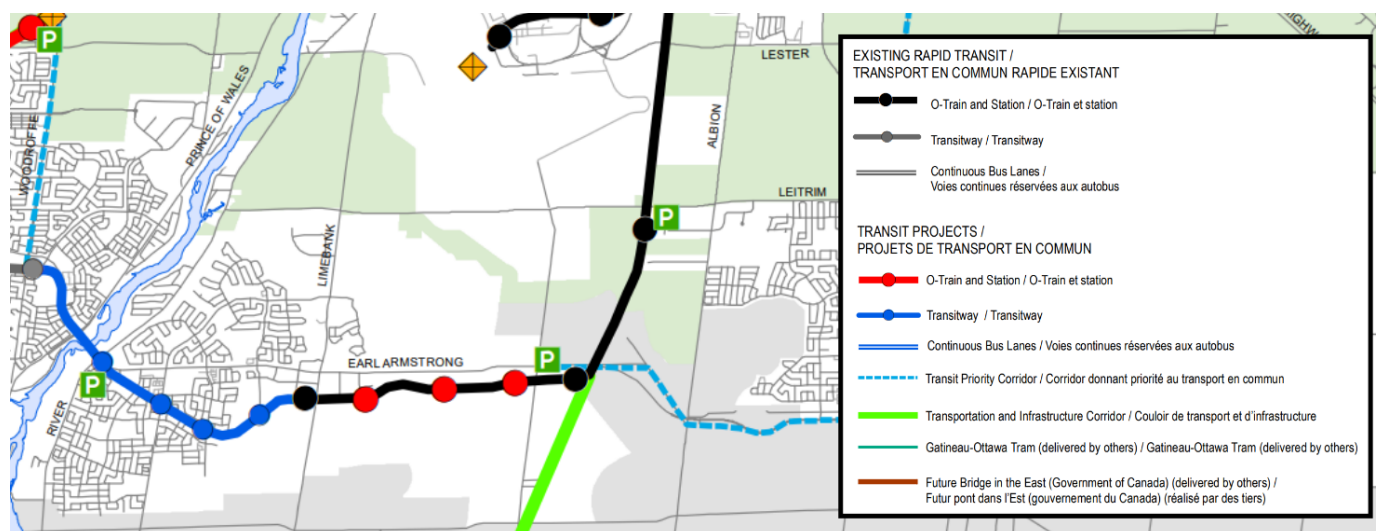 P
LESTER
HIGHW
PRINCE OF WALES
WOODROFFE
ALBION
LEITRIM
P
LIMEBANK
EARL ARMSTRONG
P
P
RIVER
EXISTING RAPID TRANSIT /
TRANSPORT EN COMMUN RAPIDE EXISTANT
O-Train and Station / O-Train et station
Transitway / Transitway
Continuous Bus Lanes /
Voies continues réservées aux autobus
TRANSIT PROJECTS /
PROJETS DE TRANSPORT EN COMMUN
O-Train and Station / O-Train et station
Transitway / Transitway
Continuous Bus Lanes / Voies continues réservées aux autobus
Transit Priority Corridor / Corridor donnant priorité au transport en commun
Transportation and Infrastructure Corridor / Couloir de transport et d'infrastructure
Gatineau-Ottawa Tram (delivered by others) / Gatineau-Ottawa Tram (delivered by others)
Future Bridge in the East (Government of Canada) (delivered by others) /
Futur pont dans l'Est (gouvernement du Canada) (réalisé par des tiers)